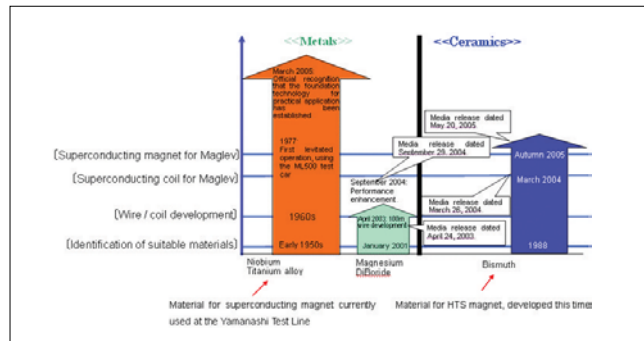 <<Metals>>
<<Ceramics>>
March 2005:
Official recognition
that the foundation
technology for
practical application
has been
established
1977:
First levitated
operation, using
the ML500 test
car
1960s
Early 1950s
Media release dated
September 29, 2004.
September 2004:
Performance
enhancement
April 2003; 100m
wire development
January 2001
Media release dated
May 20, 2005.
Media release dated
March 26, 2004.
Media release dated
April 24, 2003.
Autumn 2005
March 2004
1988
[Superconducting magnet for Maglev]
[Superconducting coil for Maglev]
[Wire / coil development]
[Identification of suitable materials]
Niobium
Titanium alloy
Magnesium
DiBoride
Bismuth
Material for superconducting magnet currently
used at the Yamanashi Test Line
Material for HTS magnet, developed this times